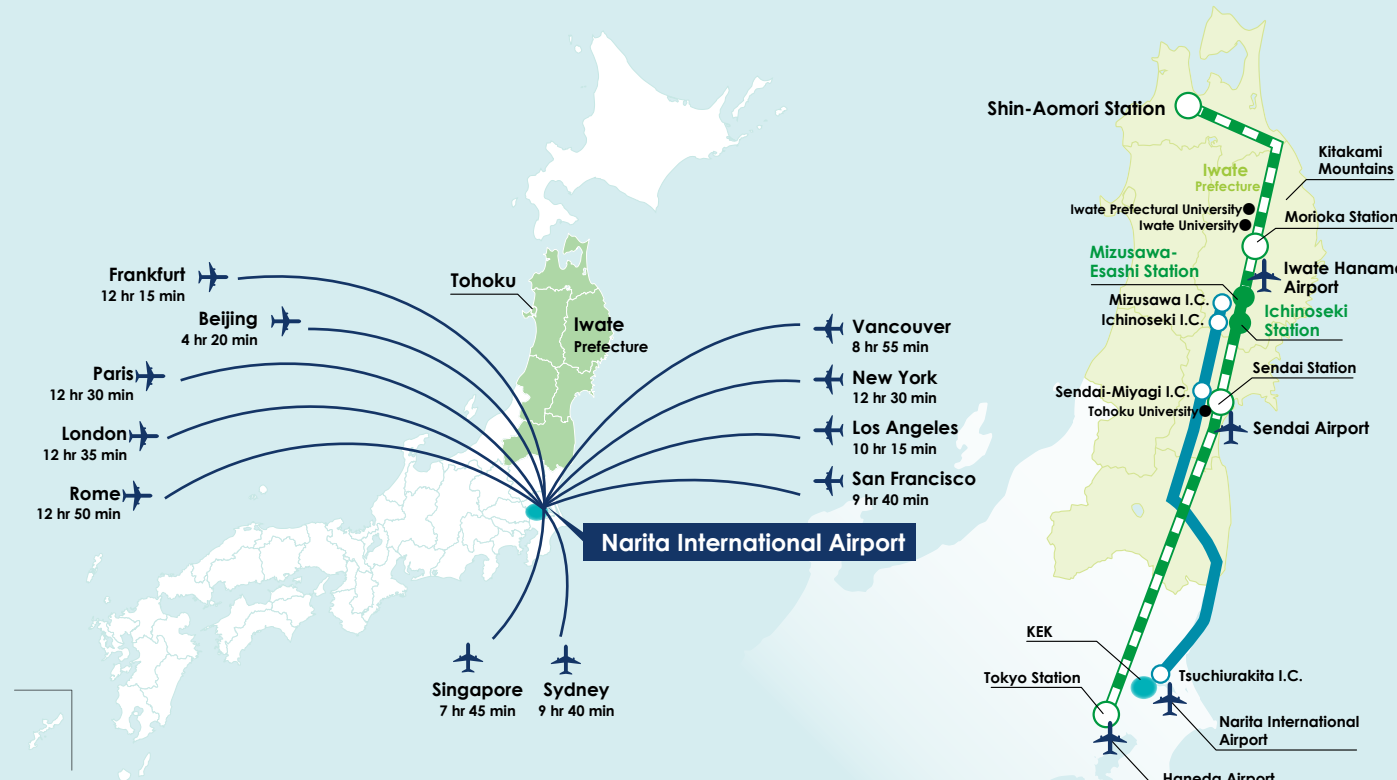 Frankfurt
12 hr 15 min
Beijing
4 hr 20 min
Paris
12 hr 30 min
London
12 hr 35 min
Rome
12 hr 50 min
Tohoku
Iwate
Prefecture
Vancouver
8 hr 55 min
New York
12 hr 30 min
Los Angeles
10 hr 15 min
San Francisco
9 hr 40 min
Narita International Airport
Singapore
7 hr 45 min
Sydney
9 hr 40 min
Shin-Aomori Station
Kitakami
Mountains
Iwate
Prefecture
Iwate Prefectural University
Iwate University
Morioka Station
Mizusawa-
Esashi Station
Iwate Hanama
Airport
Mizusawa I.C.
Ichinoseki I.C.
Ichinoseki
Station
Sendai Station
Sendai-Miyagi I.C.
Tohoku University
Sendai Airport
KEK
Tokyo Station
Tsuchiurakita I.C.
Narita International
Airport
Haneda Airport